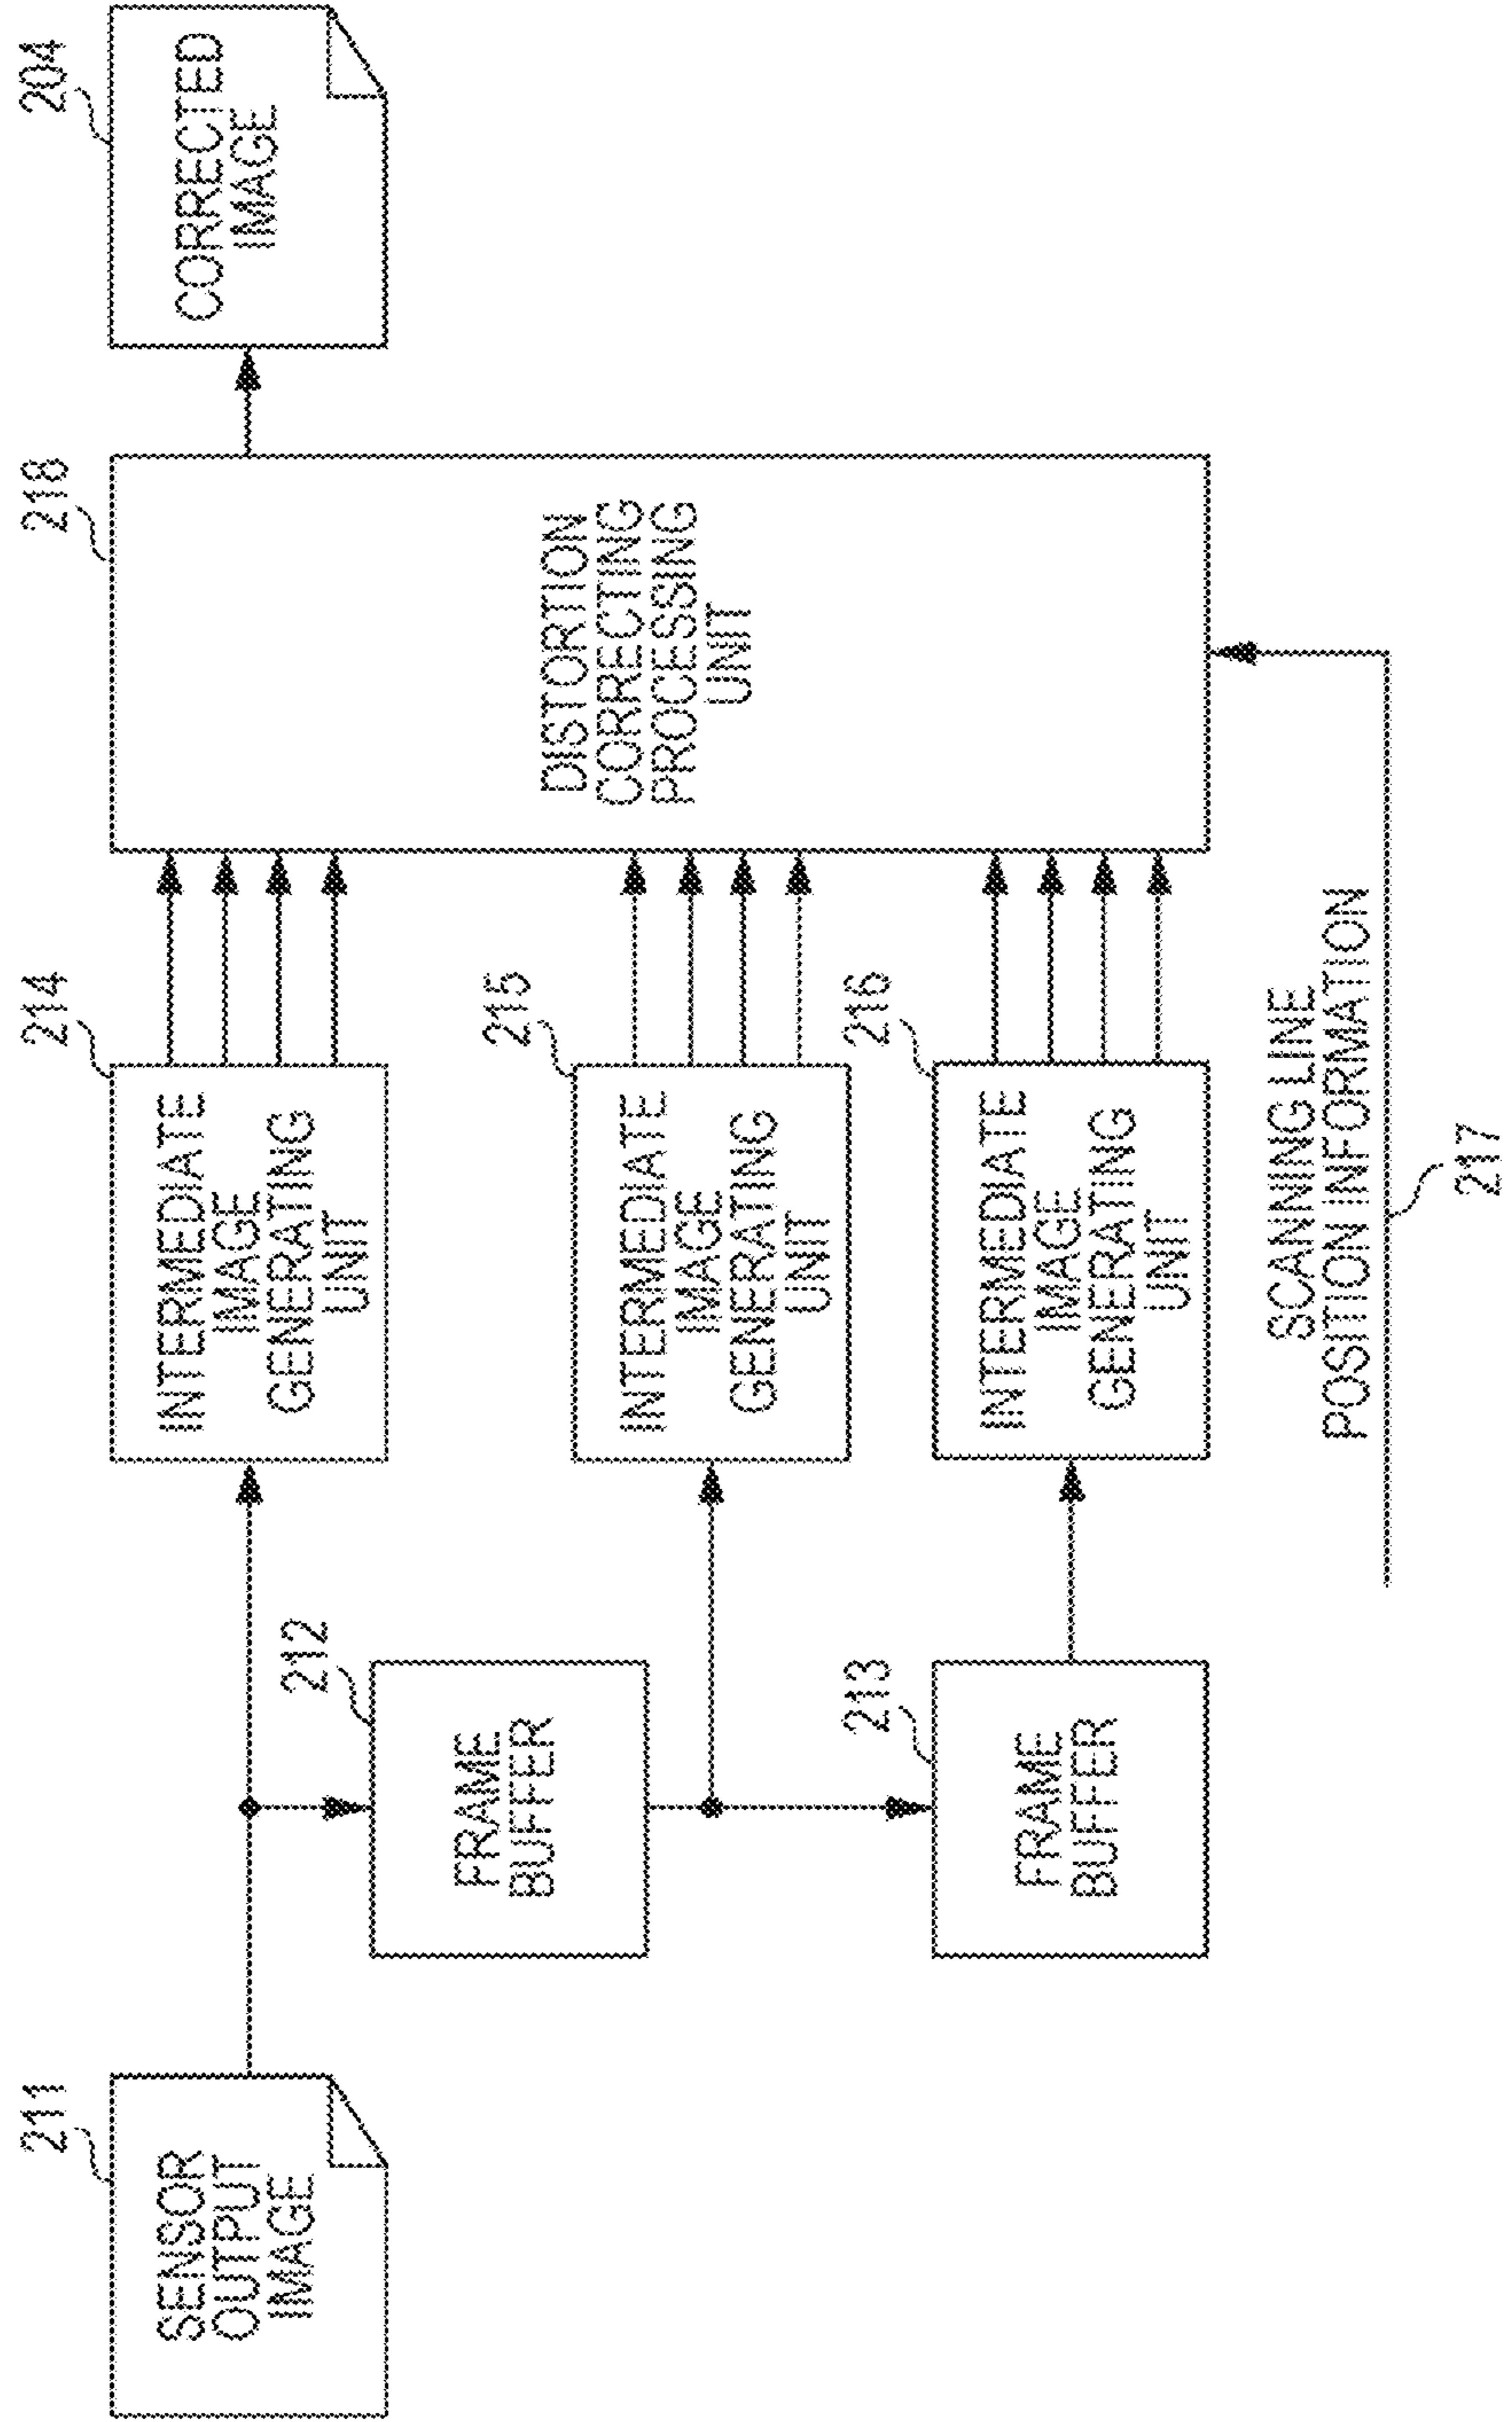 211
SENSOR
OUTPUT
IMAGE
212
FRAME
BUFFER
213
FRAME
BUFFER
214
INTERMEDIATE
IMAGE
GENERATING
UNIT
215
INTERMEDIATE
IMAGE
GENERATING
UNIT
216
INTERMEDIATE
IMAGE
GENERATING
UNIT
SCANNING LINE
POSITION INFORMATION
217
218
DISTORTION
CORRECTING
PROCESSING
UNIT
204
CORRECTED
IMAGE